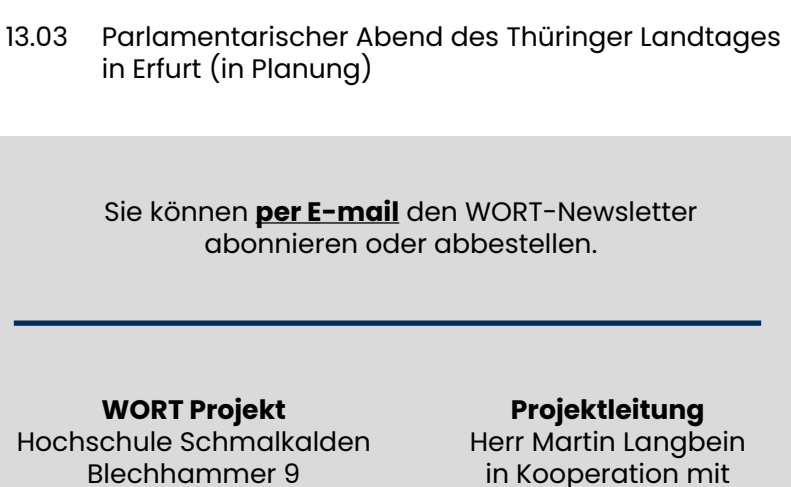 13.03 Parlamentarischer Abend des Thüringer Landtages
in Erfurt (in Planung)
Sie können per E-mail den WORT-Newsletter
abonnieren oder abbestellen.
WORT Projekt
Hochschule Schmalkalden
Blechhammer 9
Projektleitung
Herr Martin Langbein
in Kooperation mit